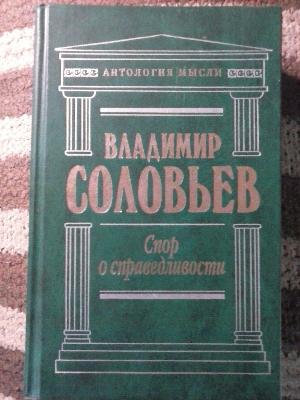 АНТОЛОГИЯ МЫСЛИ
ВЛАДИМИР
СОЛОВЬЕВ
Спор
о справедливости